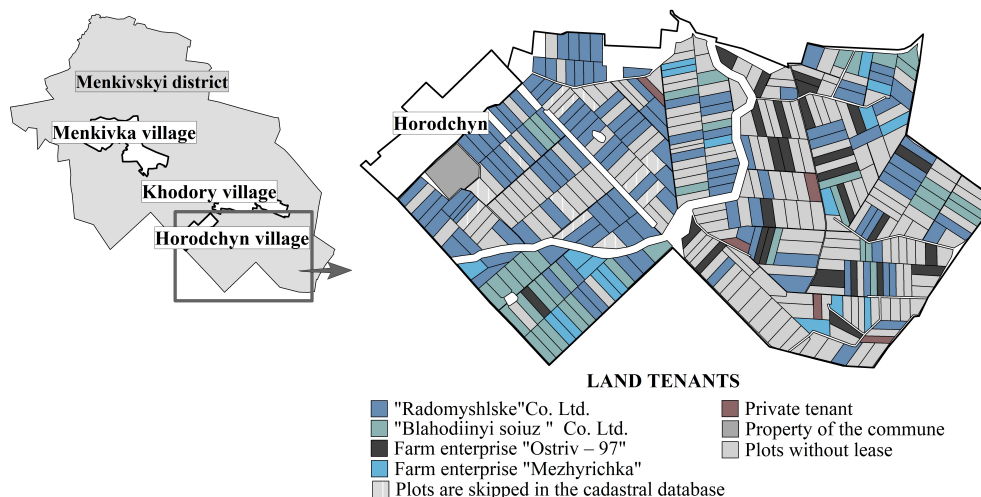 Menkivskyi district
Menkivka village
Khodory village
Horodchyn village
Horodchyn
LAND TENANTS
"Radomyshlske"Co. Ltd.
"Blahodiinyi soiuz " Co. Ltd.
Farm enterprise "Ostriv – 97"
Farm enterprise "Mezhyrichka"
Plots are skipped in the cadastral database
Private tenant
Property of the commune
Plots without lease